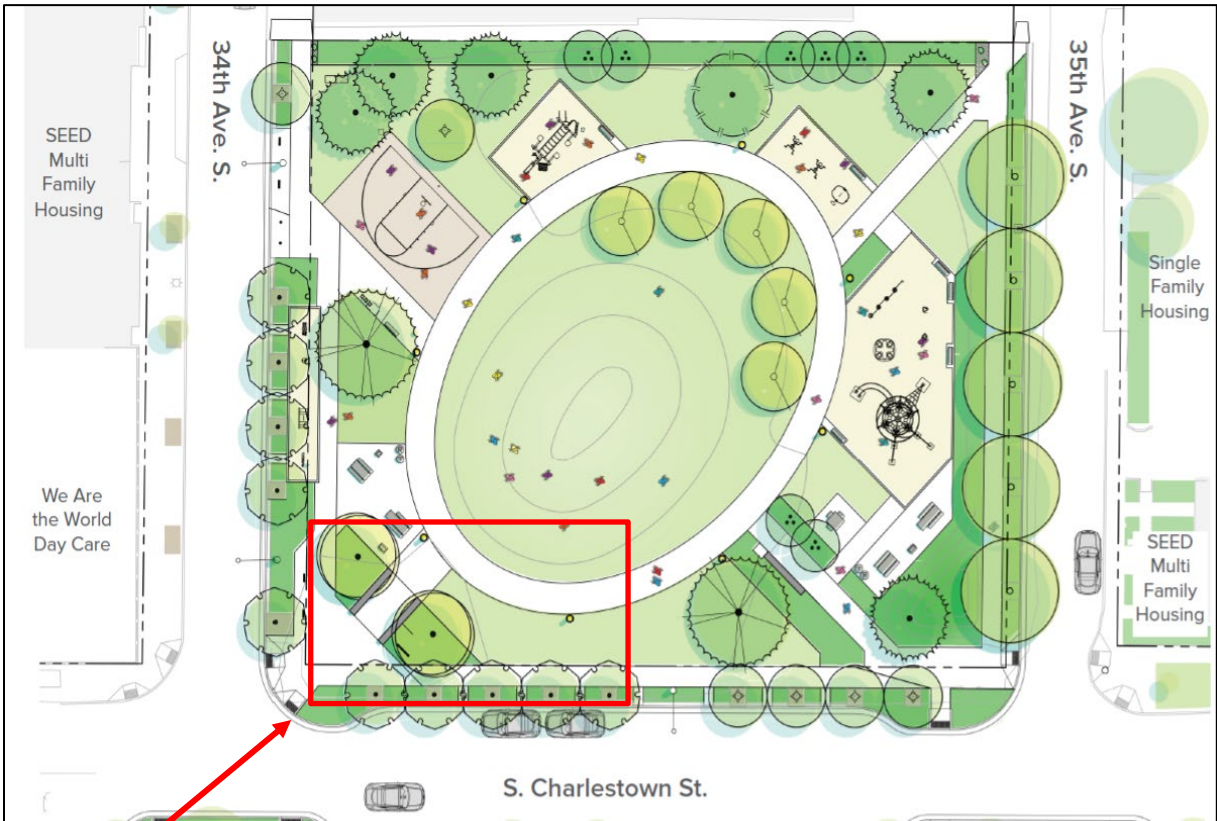 34th Ave. S.
35th Ave. S.
SEED
Multi
Family
Housing
Single
Family
Housing
We Are
the World
Day Care
SEED
Multi
Family
Housing
S. Charlestown St.